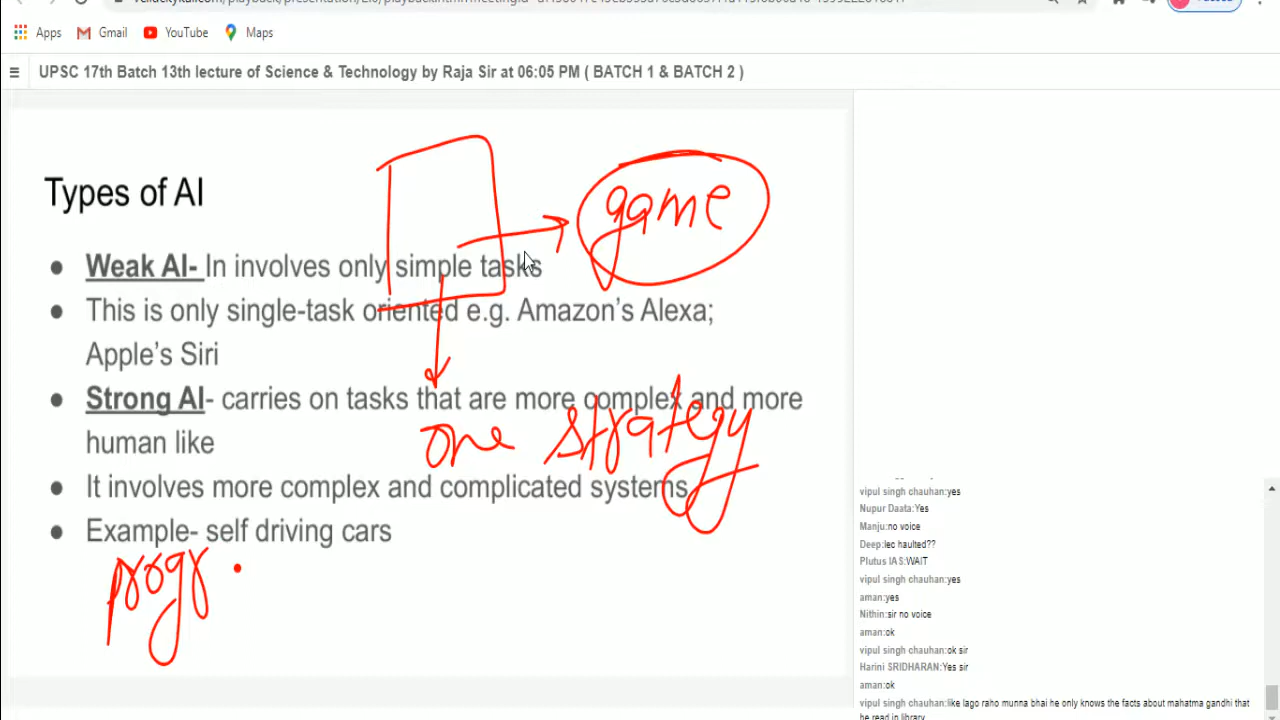 Apps Gmail YouTube Maps
UPSC 17th Batch 13th lecture of Science & Technology by Raja Sir at 06:05 PM ( BATCH 1 & BATCH 2 )
Types of AI
game
Weak AI- In involves only simple tasks
This is only single-task oriented e.g. Amazon's Alexa;
Apple's Siri
Strong AI- carries on tasks that are more complex and more
human like
one strategy
It involves more complex and complicated systems
Example- self driving cars
progr
vipul singh chauhan:yes
Nupur Daata:Yes
Manju:no voice
Deep:lec haulted??
Plutus IAS:WAIT
vipul singh chauhan:yes
aman:yes
Nithin:sir no voice
aman:ok
vipul singh chauhan:ok sir
Harini SRIDHARAN:Yes sir
aman:ok
vipul singh chauhan:like lago raho munna bhai he only knows the facts about mahatma gandhi that
he read in library